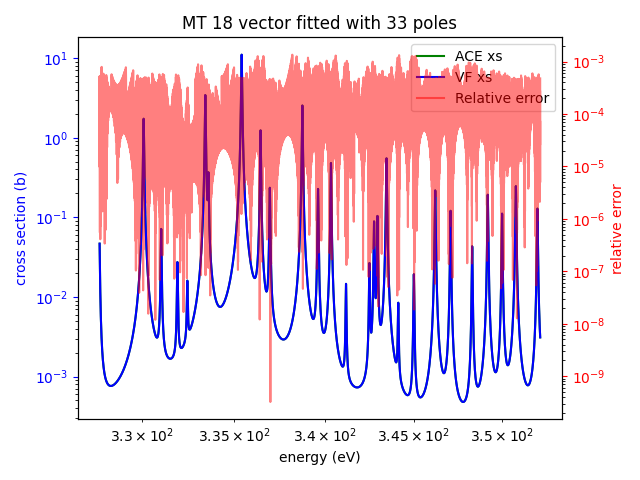 MT 18 vector fitted with 33 poles
ACE xs
VF xs
Relative error
cross section (b)
10¹
10⁰
10⁻¹
10⁻²
10⁻³
10⁻³
10⁻⁴
10⁻⁵
10⁻⁶
10⁻⁷
10⁻⁸
10⁻⁹
relative error
3.3 × 10²
3.35 × 10²
3.4 × 10²
3.45 × 10²
3.5 × 10²
energy (eV)